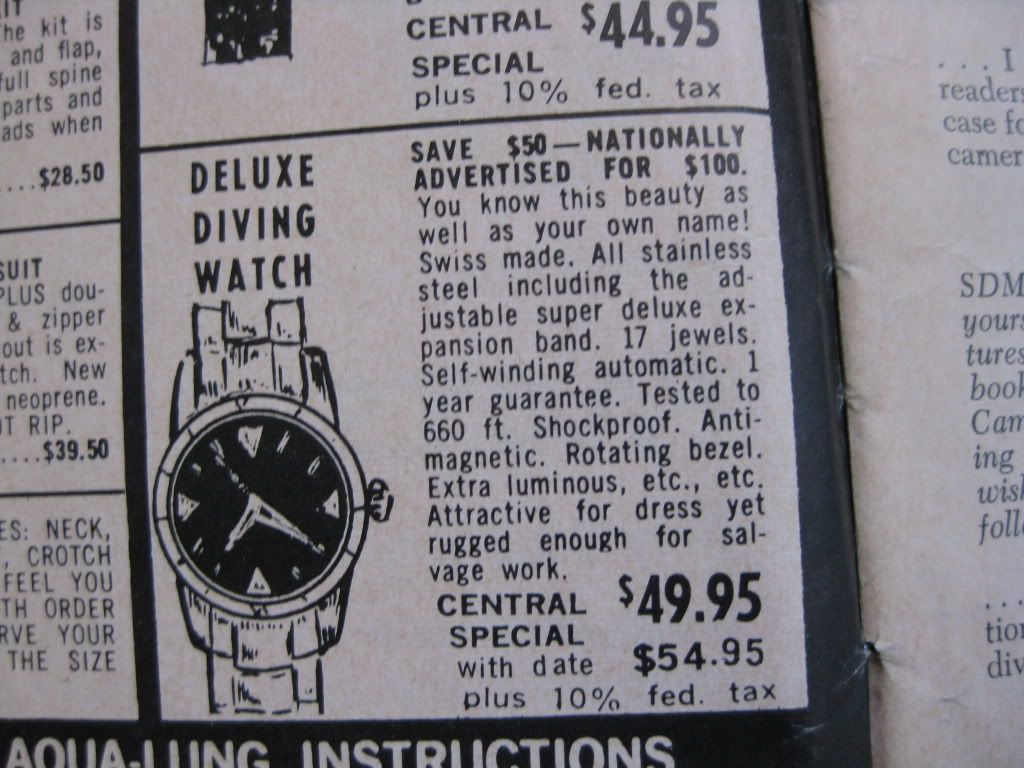 IT
he kit is
and flap,
full spine
parts and
ads when
....$28.50
SUIT
PLUS dou-
& zipper
out is ex-
tch. New
neoprene.
OT RIP.
....$39.50
ES: NECK,
, CROTCH
FEEL YOU
TH ORDER
RVE YOUR
THE SIZE
CENTRAL $44.95
SPECIAL
plus 10% fed. tax
DELUXE
DIVING
WATCH
SAVE $50—NATIONALLY
ADVERTISED FOR $100.
You know this beauty as
well as your own name!
Swiss made. All stainless
steel including the ad-
justable super deluxe ex-
pansion band. 17 jewels.
Self-winding automatic. 1
year guarantee. Tested to
660 ft. Shockproof. Anti-
magnetic. Rotating bezel.
Extra luminous, etc., etc.
Attractive for dress yet
rugged enough for sal-
vage work.
CENTRAL $49.95
SPECIAL
with date $54.95
plus 10% fed. tax
AQUA-LUNG INSTRUCTIONS
... I
readers
case fo
camer
SDM
yours
tures
book
Cam
ing
wish
follo
...
tion
div